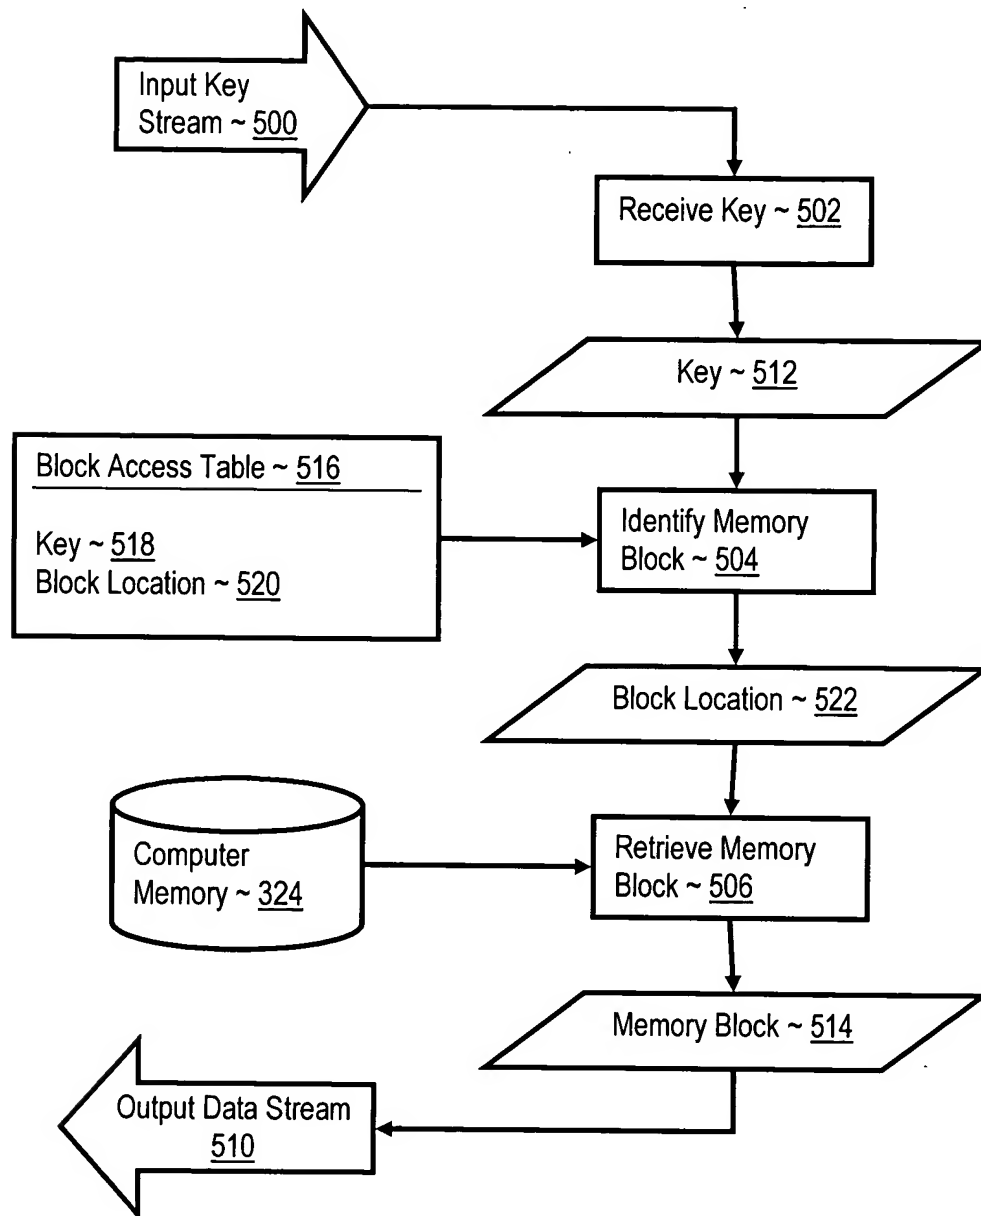 Input Key
Stream ~ 500
Receive Key ~ 502
Key ~ 512
Block Access Table ~ 516
Key ~ 518
Block Location ~ 520
Identify Memory
Block ~ 504
Block Location ~ 522
Computer
Memory ~ 324
Retrieve Memory
Block ~ 506
Memory Block ~ 514
Output Data Stream
510